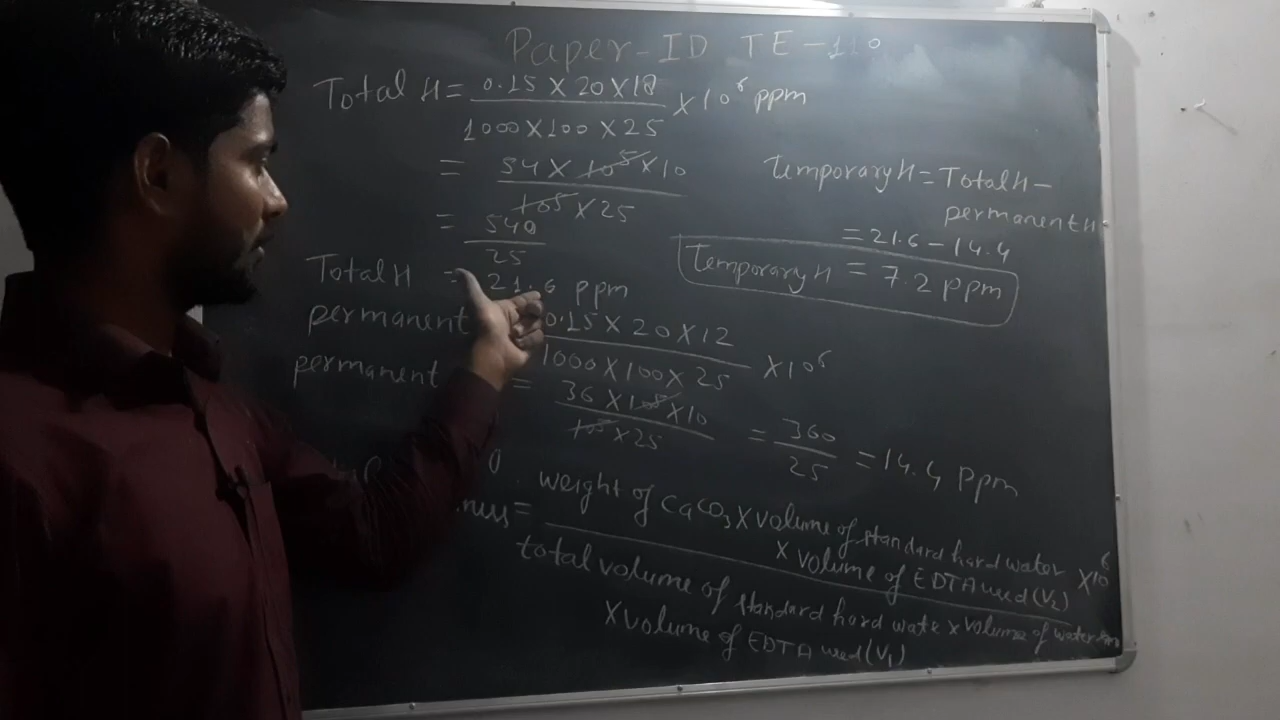 Paper-ID TE-110
Total H = 0.15 X 20 X 18 X 10⁶ ppm
1000 X 100 X 25
= 54 X 10⁵ X 10
10⁵ X 25
= 540
25
Total H = 21.6 ppm
permanent 0.15 X 20 X 12 X 10⁶
1000 X 100 X 25
permanent = 36 X 10⁵ X 10
10⁵ X 25
= 360
25
= 14.4 ppm
temporary H = Total H -
permanent H
= 21.6 - 14.4
temporary H = 7.2 ppm
weight of CaCO₃ X volume of standard hard water
ness = X volume of EDTA used (V₂) X 10⁶
total volume of standard hard wate X volume of water
X volume of EDTA used (V₁)